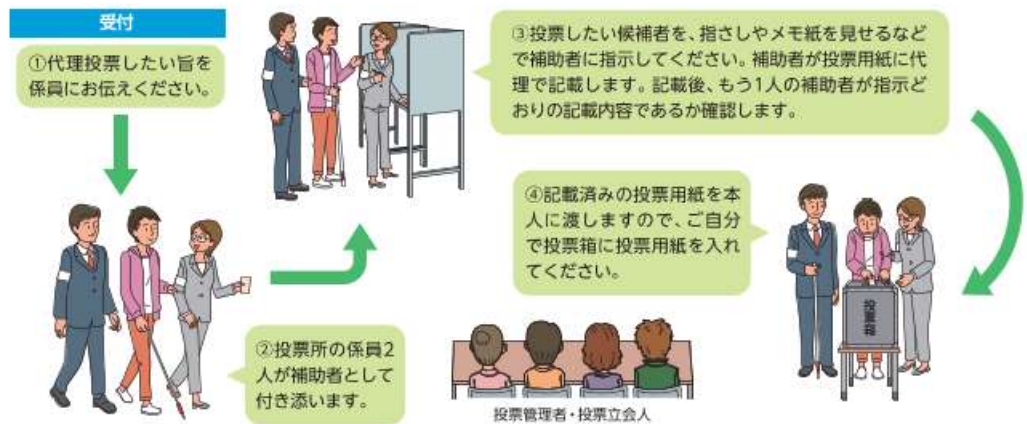 受付
①代理投票したい旨を
係員にお伝えください。
②投票所の係員2
人が補助者として
付き添います。
③投票したい候補者を、指さしやメモ紙を見せるなど
で補助者に指示してください。補助者が投票用紙に代
理で記載します。記載後、もう1人の補助者が指示ど
おりの記載内容であるか確認します。
④記載済みの投票用紙を本
人に渡しますので、ご自分
で投票箱に投票用紙を入れ
てください。
投票箱
投票管理者・投票立会人